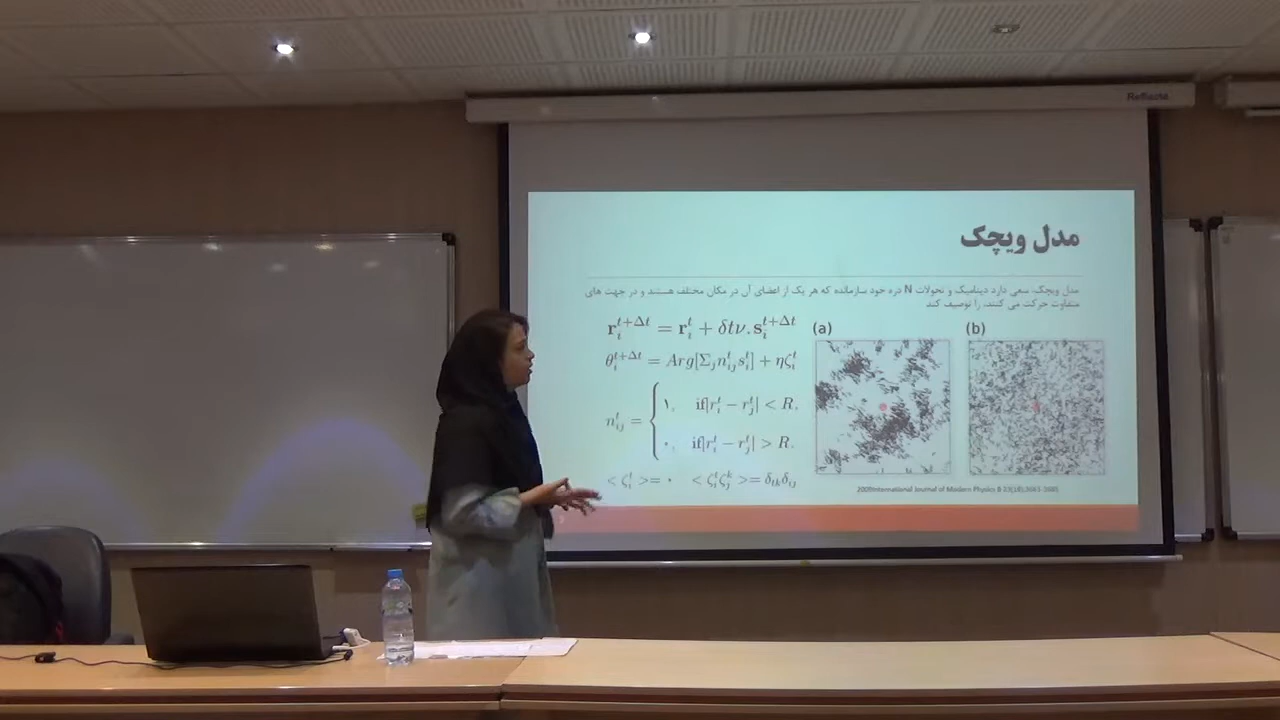 Reflecta
مدل ویچک
مدل ویچک، سعی دارد دینامیک و تحولات N ذره خود سازمانده که هر یک از اعضای آن در مکان مختلف هستند و در جهت های
متفاوت حرکت می کنند، را توصیف کند
r_i^{t+Δt} = r_i^t + δtν.s_i^{t+Δt}
θ_i^{t+Δt} = Arg[Σ_j n_{ij}^t s_i^t] + ηζ_i^t
n_{ij}^t = { ۱, if|r_i^t − r_j^t| < R.
۰, if|r_i^t − r_j^t| > R.
< ζ_i^t >= ۰ < ζ_i^t ζ_j^k >= δ_{tk}δ_{ij}
(a) (b)
2009International Journal of Modern Physics B 23(18),3661-3685
3